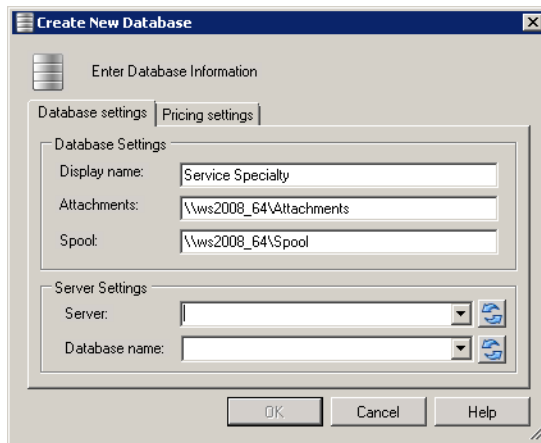 Create New Database
Enter Database Information
Database settings Pricing settings
Database Settings
Display name: Service Specialty
Attachments: \\ws2008_64\Attachments
Spool: \\ws2008_64\Spool
Server Settings
Server:
Database name:
OK Cancel Help